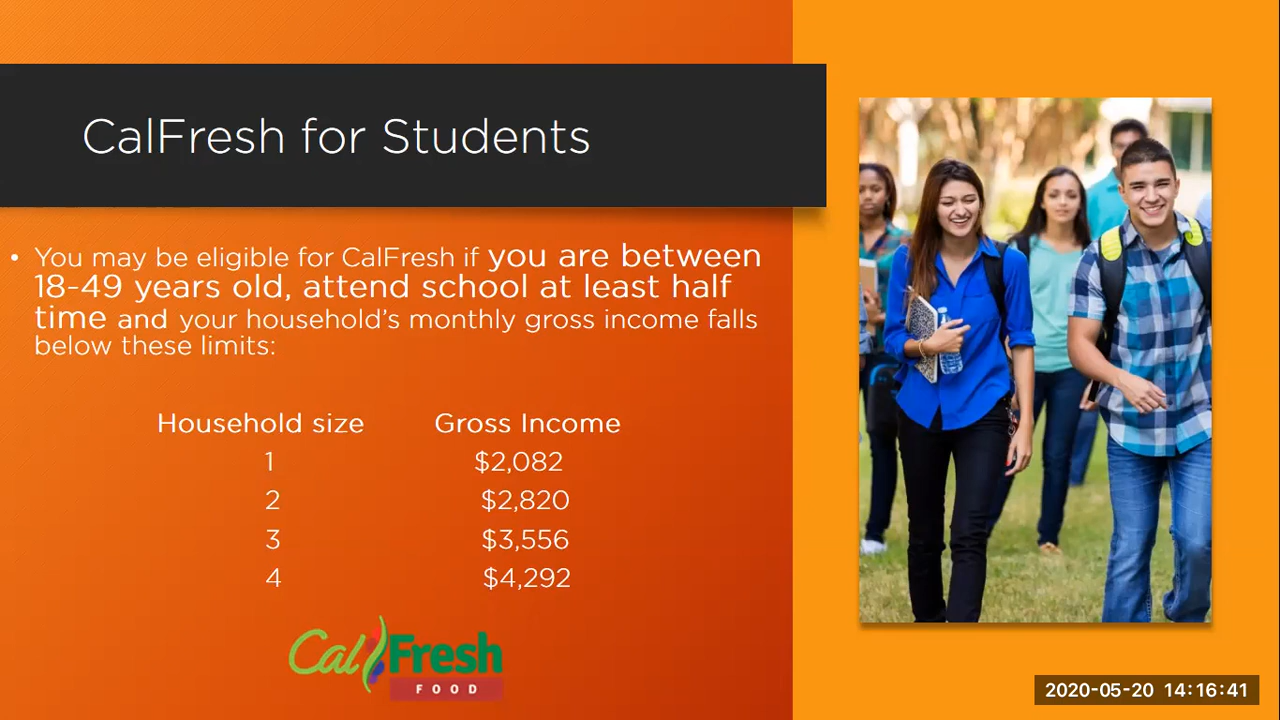 CalFresh for Students
• You may be eligible for CalFresh if you are between
18-49 years old, attend school at least half
time and your household's monthly gross income falls
below these limits:
Household size Gross Income
1 $2,082
2 $2,820
3 $3,556
4 $4,292
CalFresh
FOOD
2020-05-20 14:16:41